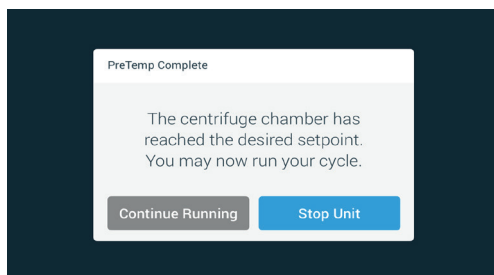 PreTemp Complete
The centrifuge chamber has
reached the desired setpoint.
You may now run your cycle.
Continue Running
Stop Unit